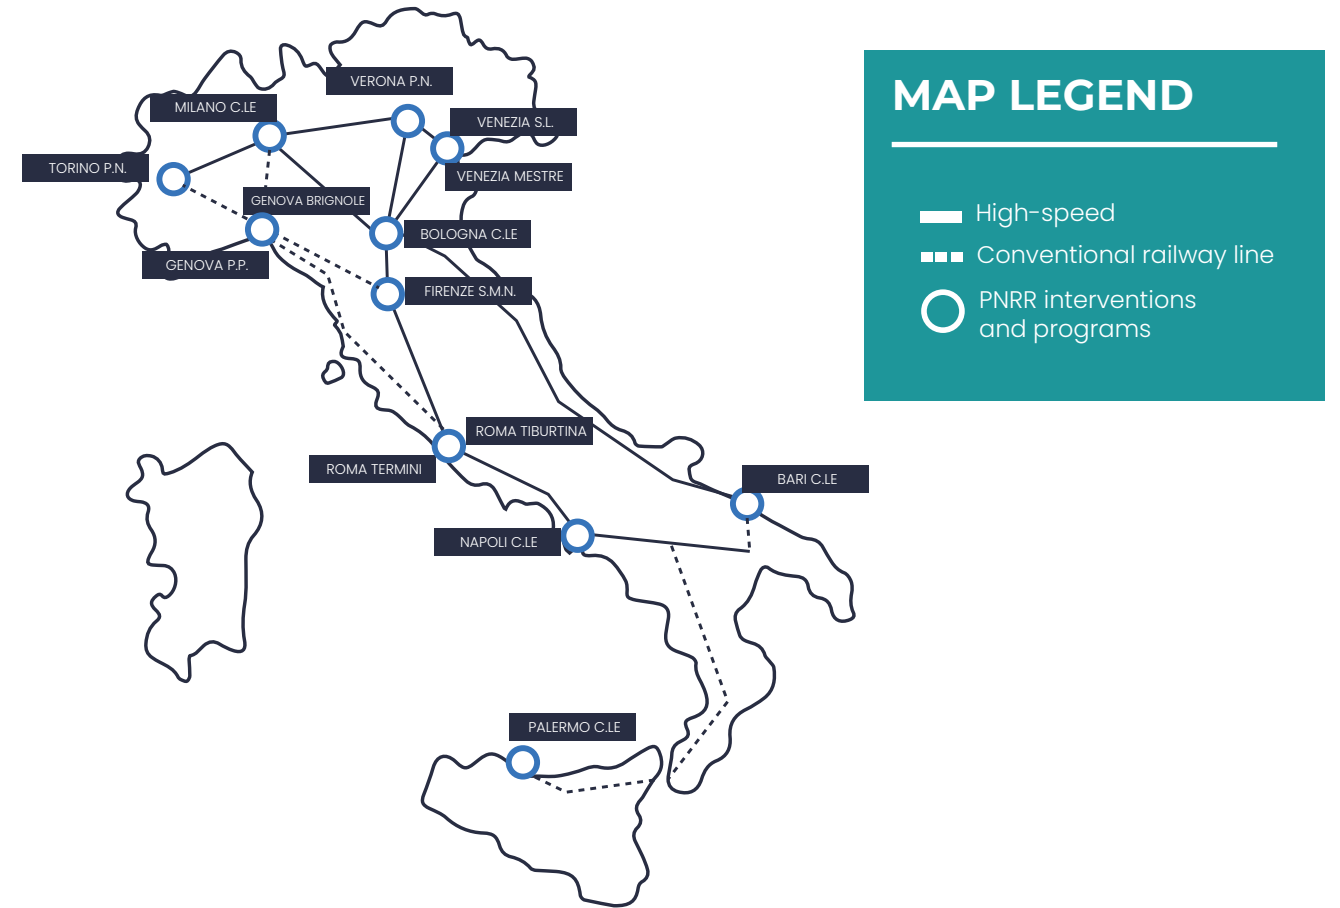 VERONA P.N.
MILANO C.LE
VENEZIA S.L.
TORINO P.N.
VENEZIA MESTRE
GENOVA BRIGNOLE
BOLOGNA C.LE
GENOVA P.P.
FIRENZE S.M.N.
ROMA TIBURTINA
ROMA TERMINI
BARI C.LE
NAPOLI C.LE
PALERMO C.LE
MAP LEGEND
High-speed
Conventional railway line
PNRR interventions
and programs